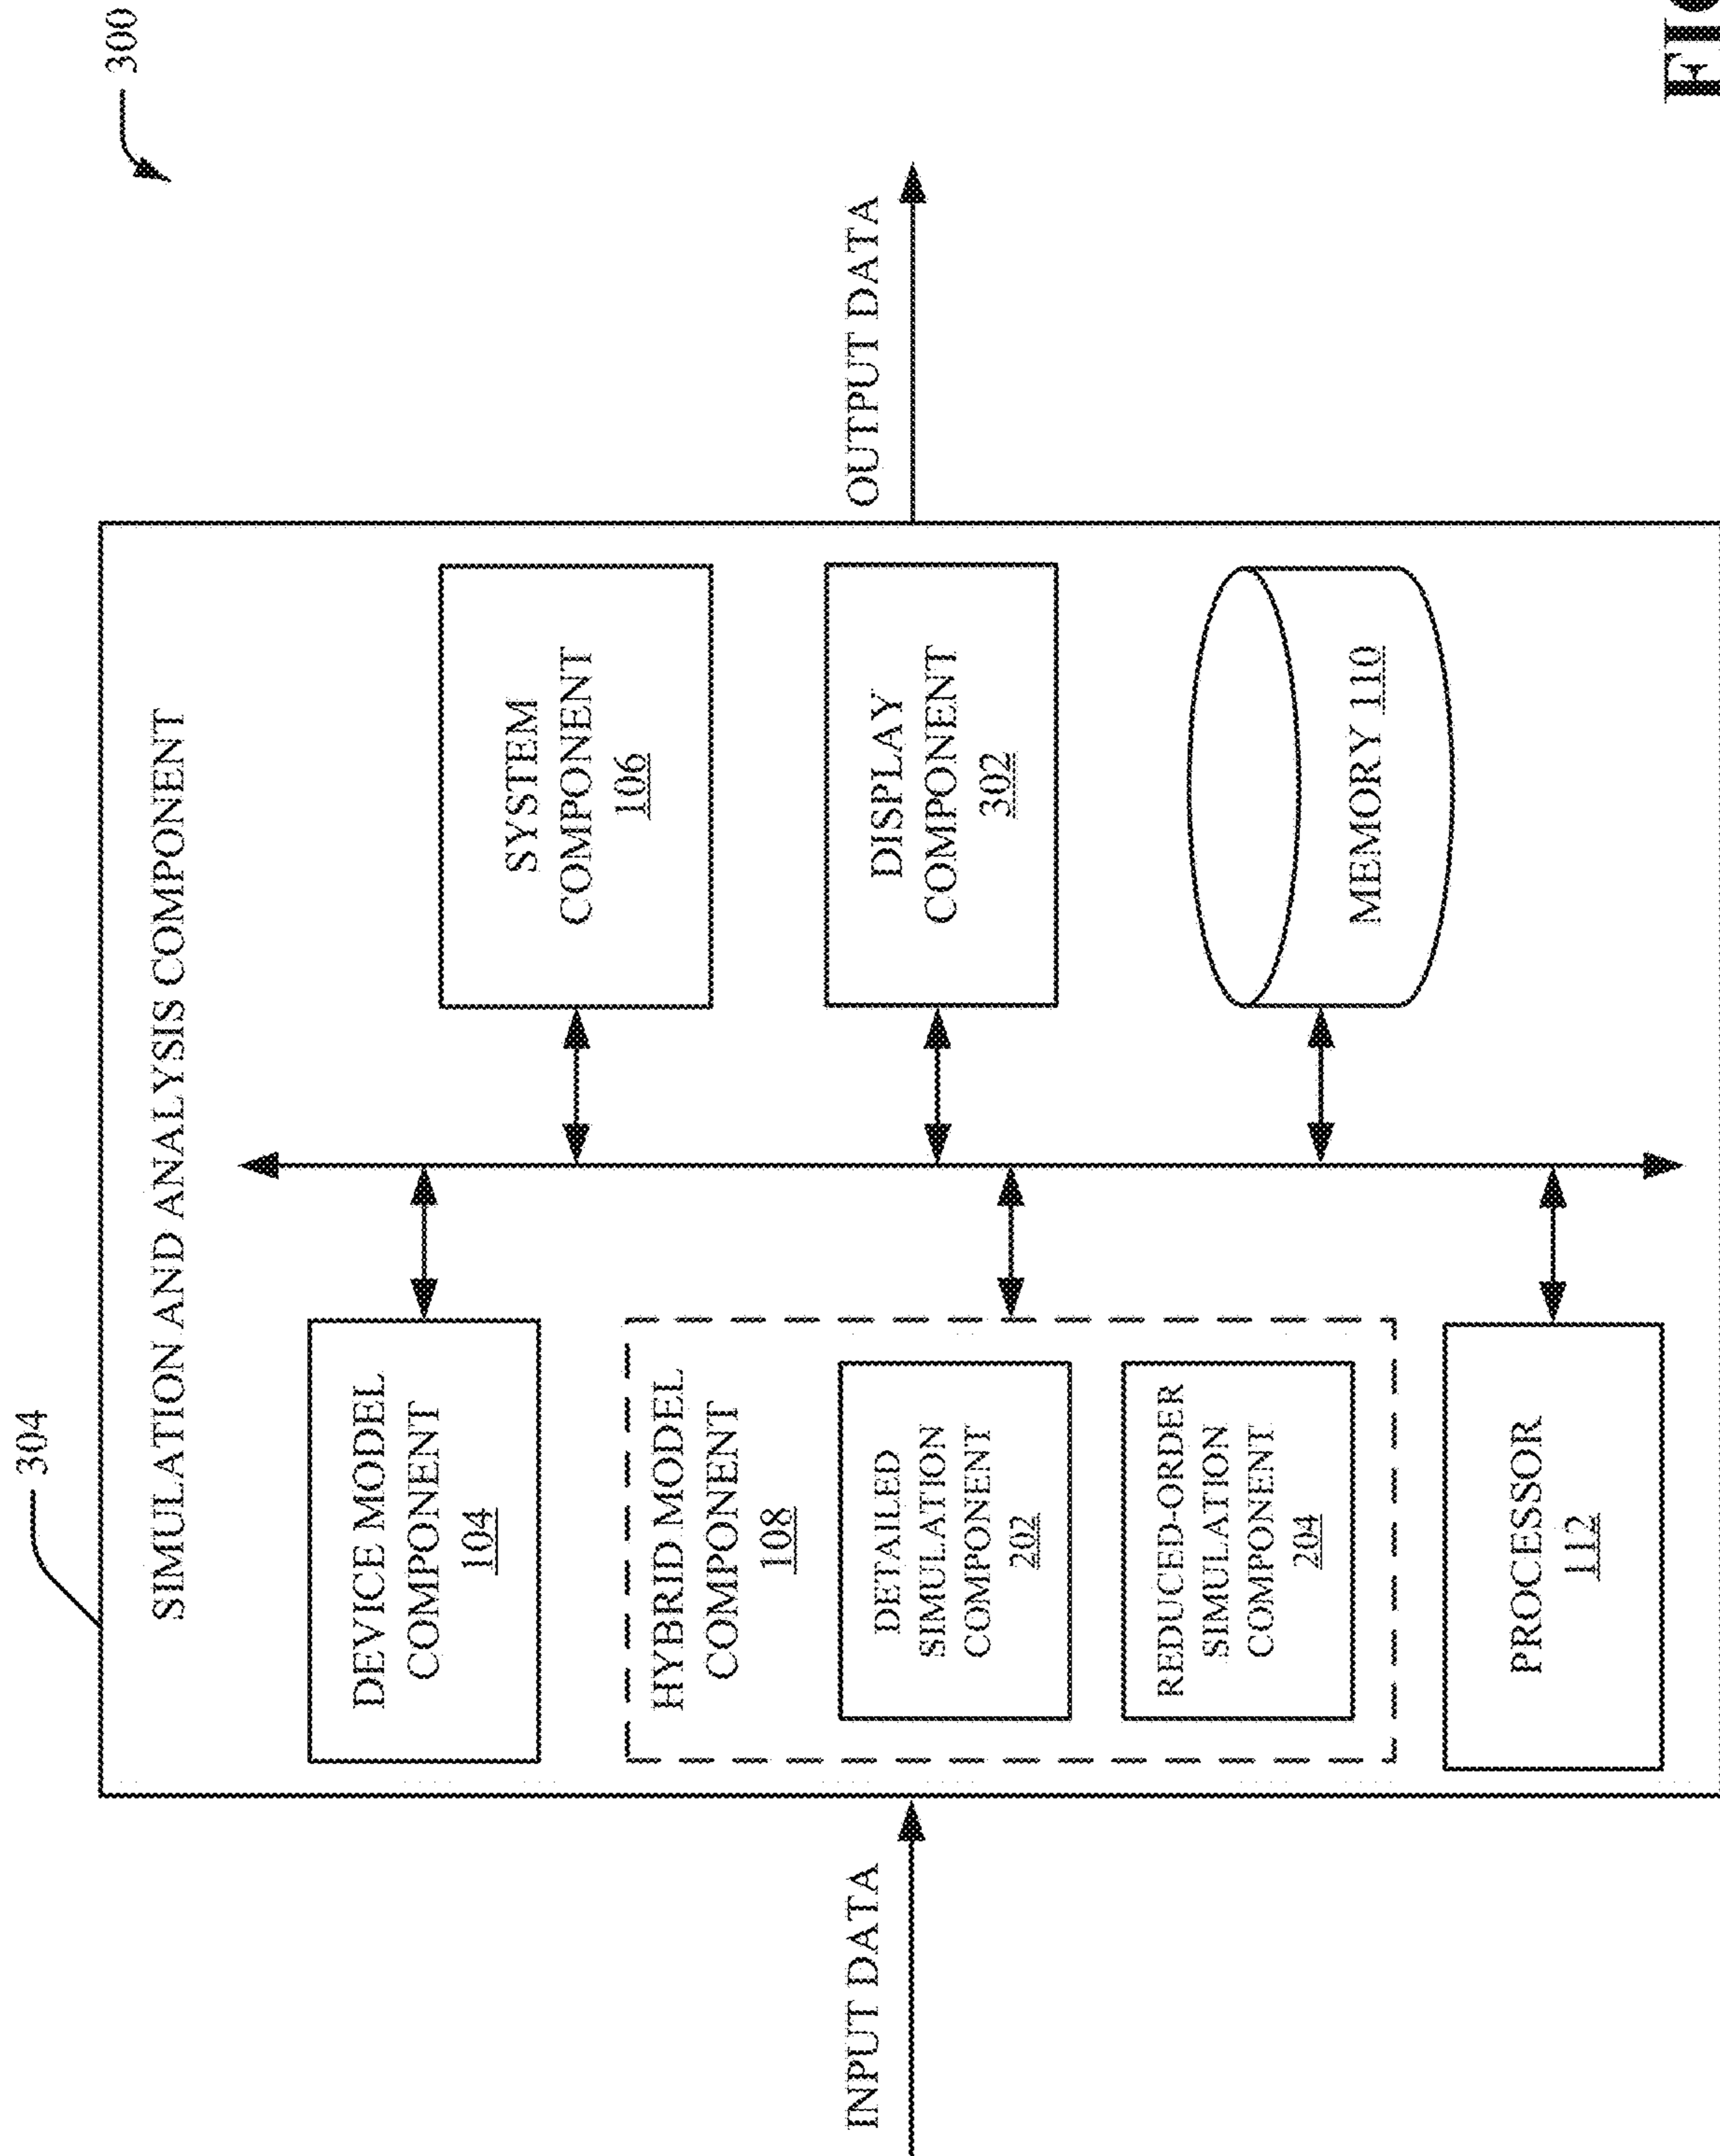 300
304
SIMULATION AND ANALYSIS COMPONENT
DEVICE MODEL
COMPONENT
104
SYSTEM
COMPONENT
106
HYBRID MODEL
COMPONENT
108
DETAILED
SIMULATION
COMPONENT
202
REDUCED-ORDER
SIMULATION
COMPONENT
204
DISPLAY
COMPONENT
302
MEMORY 110
PROCESSOR
112
INPUT DATA
OUTPUT DATA